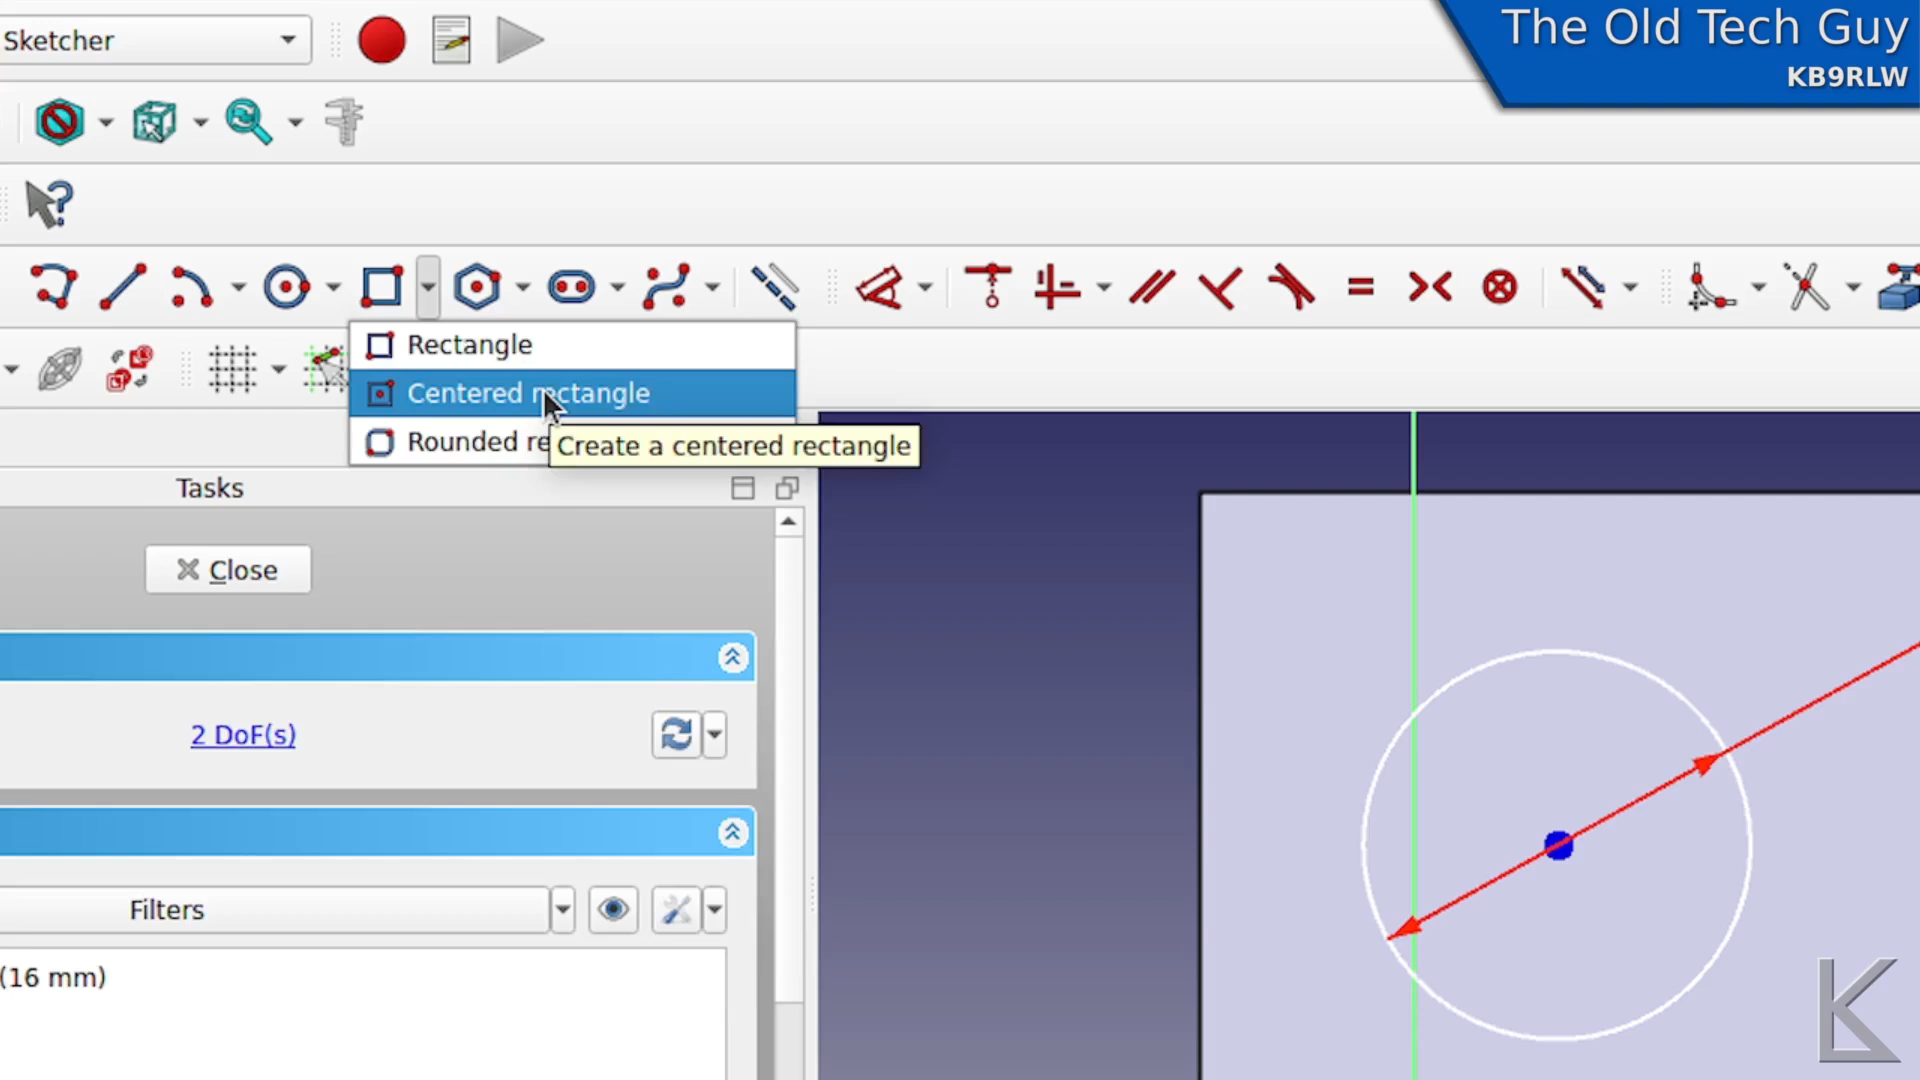 Sketcher
The Old Tech Guy
KB9RLW
Rectangle
Centered rectangle
Rounded re
Create a centered rectangle
Tasks
Close
2 DoF(s)
Filters
(16 mm)
K